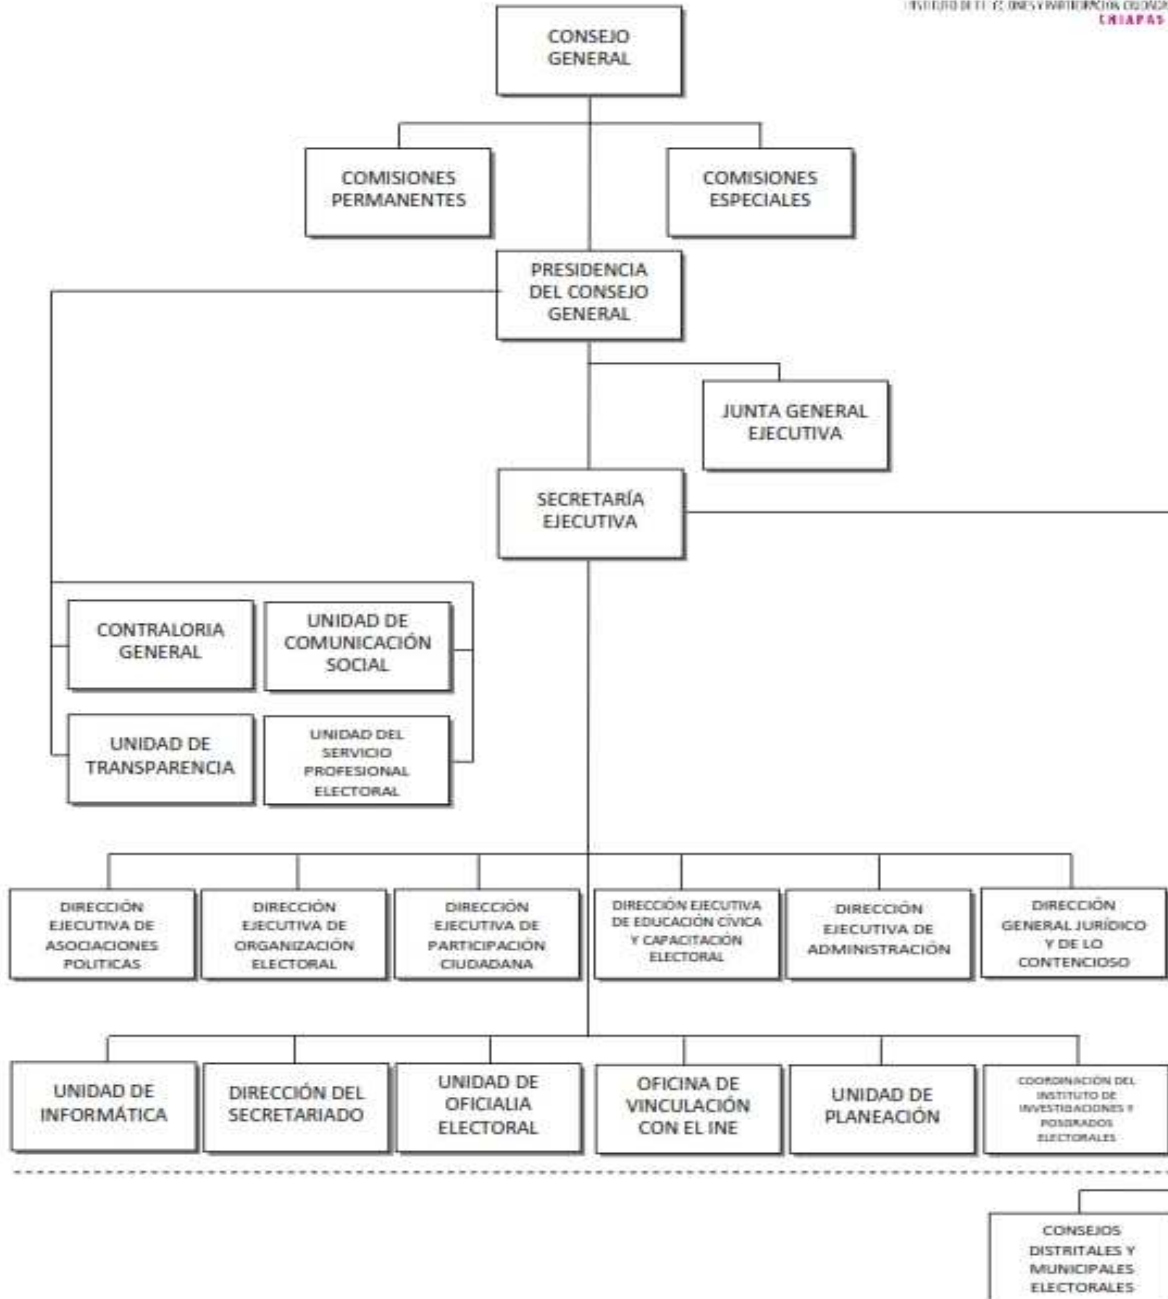 CHIAPAS
CONSEJO
GENERAL
COMISIONES
PERMANENTES
COMISIONES
ESPECIALES
PRESIDENCIA
DEL CONSEJO
GENERAL
JUNTA GENERAL
EJECUTIVA
SECRETARÍA
EJECUTIVA
CONTRALORIA
GENERAL
UNIDAD DE
COMUNICACIÓN
SOCIAL
UNIDAD DE
TRANSPARENCIA
UNIDAD DEL
SERVICIO
PROFESIONAL
ELECTORAL
DIRECCIÓN
EJECUTIVA DE
ASOCIACIONES
POLITICAS
DIRECCIÓN
EJECUTIVA DE
ORGANIZACIÓN
ELECTORAL
DIRECCIÓN
EJECUTIVA DE
PARTICIPACIÓN
CIUDADANA
DIRECCIÓN EJECUTIVA
DE EDUCACIÓN CÍVICA
Y CAPACITACIÓN
ELECTORAL
DIRECCIÓN
EJECUTIVA DE
ADMINISTRACIÓN
DIRECCIÓN
GENERAL JURÍDICO
Y DE LO
CONTENCIOSO
UNIDAD DE
INFORMÁTICA
DIRECCIÓN DEL
SECRETARIADO
UNIDAD DE
OFICIALIA
ELECTORAL
OFICINA DE
VINCULACIÓN
CON EL INE
UNIDAD DE
PLANEACIÓN
COORDINACIÓN DEL
INSTITUTO DE
INVESTIGACIONES Y
POSGRADOS
ELECTORALES
CONSEJOS
DISTRITALES Y
MUNICIPALES
ELECTORALES